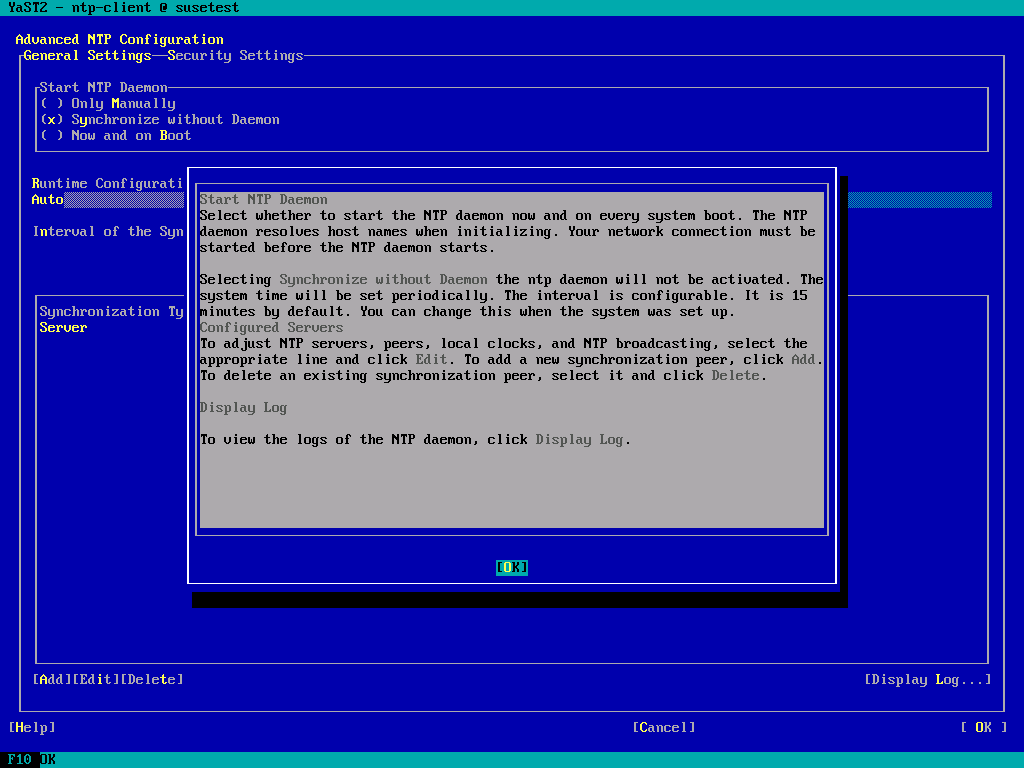 YaST2 - ntp-client @ susetest
Advanced NTP Configuration
General Settings Security Settings
Start NTP Daemon
( ) Only Manually
(x) Synchronize without Daemon
( ) Now and on Boot
Runtime Configurati
Auto
Interval of the Syn
Synchronization Ty
Server
Start NTP Daemon
Select whether to start the NTP daemon now and on every system boot. The NTP
daemon resolves host names when initializing. Your network connection must be
started before the NTP daemon starts.
Selecting Synchronize without Daemon the ntp daemon will not be activated. The
system time will be set periodically. The interval is configurable. It is 15
minutes by default. You can change this when the system was set up.
Configured Servers
To adjust NTP servers, peers, local clocks, and NTP broadcasting, select the
appropriate line and click Edit. To add a new synchronization peer, click Add.
To delete an existing synchronization peer, select it and click Delete.
Display Log
To view the logs of the NTP daemon, click Display Log.
[OK]
[Add][Edit][Delete] [Display Log...]
[Help] [Cancel] [ OK ]
F10 OK